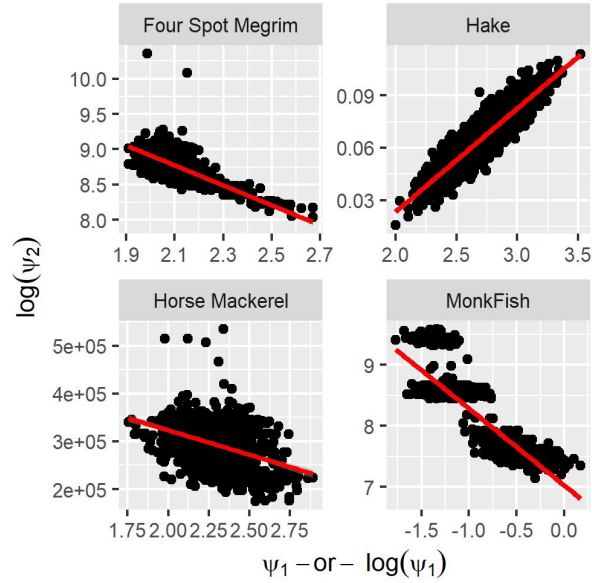 Four Spot Megrim
Hake
10.0
9.5
9.0
8.5
8.0
1.9 2.1 2.3 2.5 2.7
0.09
0.06
0.03
2.0 2.5 3.0 3.5
log(ψ₂)
Horse Mackerel
MonkFish
5e+05
4e+05
3e+05
2e+05
1.75 2.00 2.25 2.50 2.75
9
8
7
-1.5 -1.0 -0.5 0.0
ψ₁ −or− log(ψ₁)